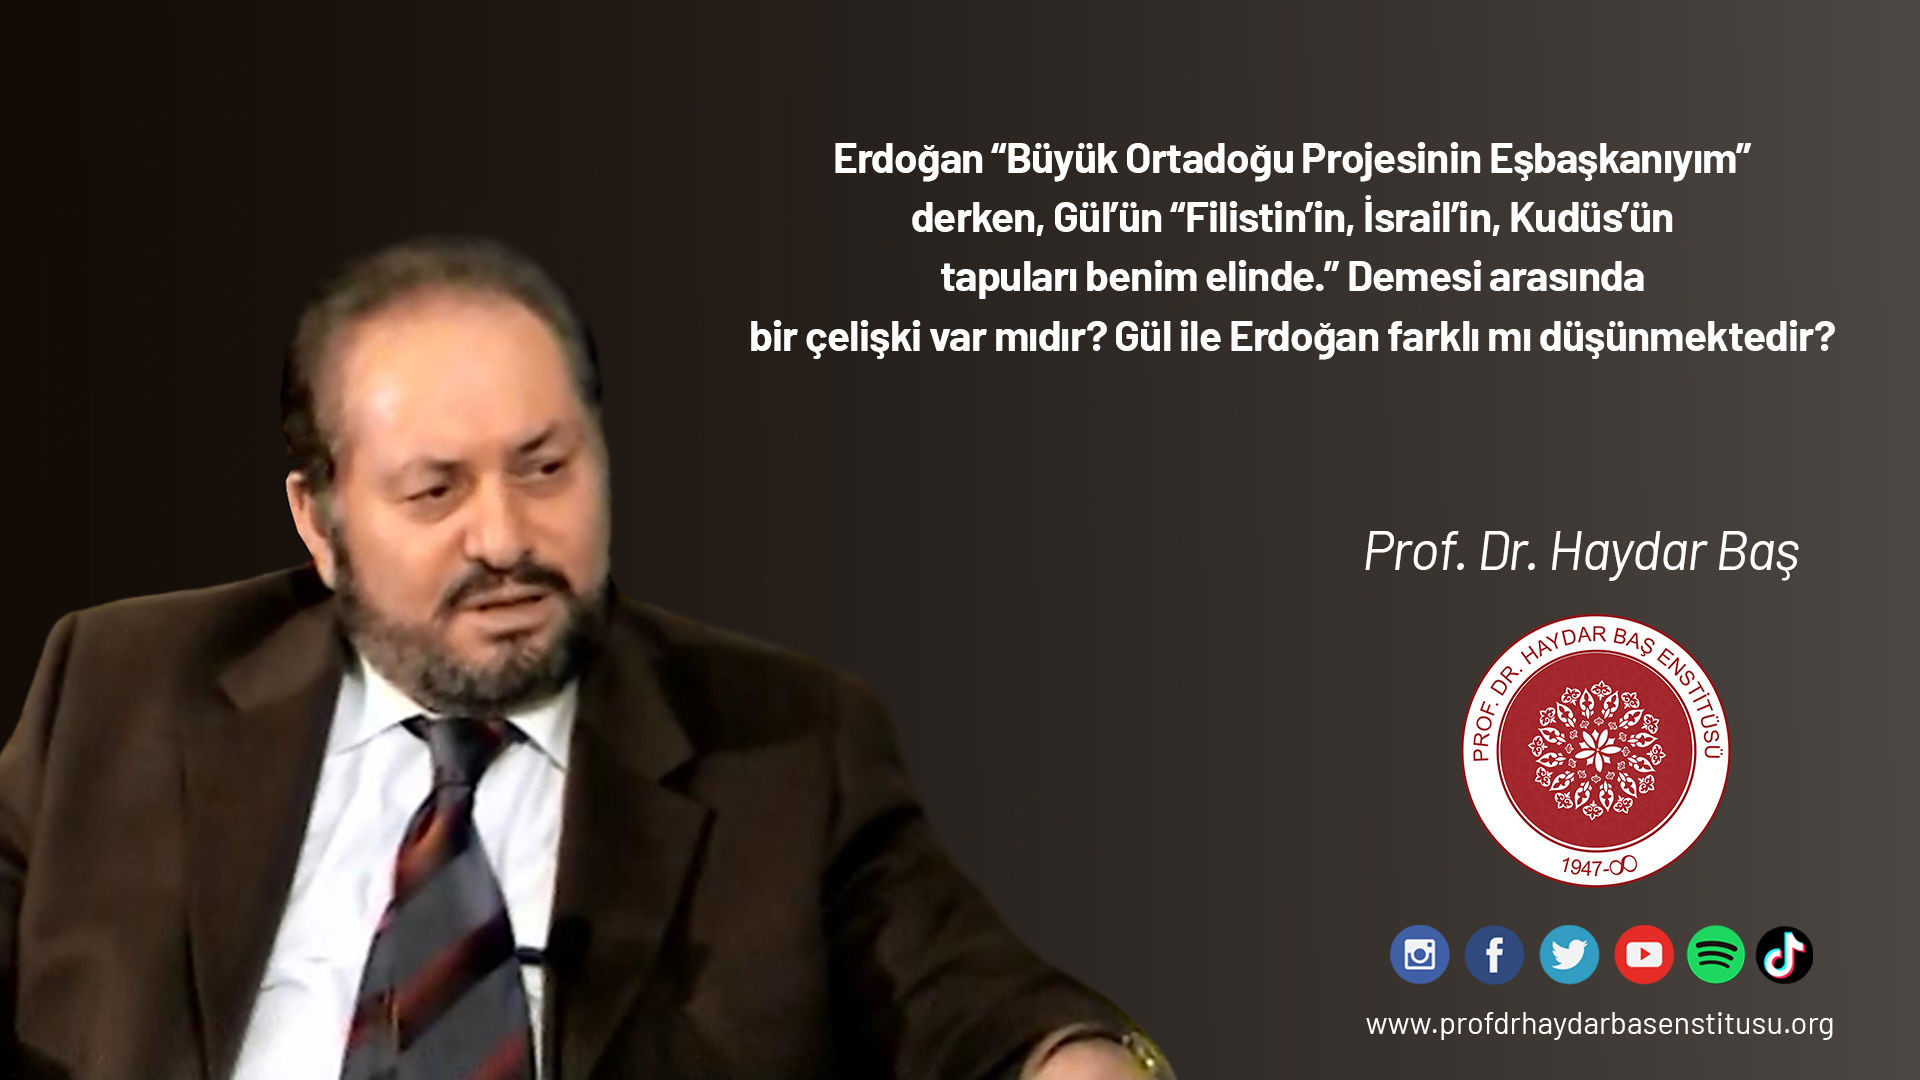 Erdoğan “Büyük Ortadoğu Projesinin Eşbaşkanıyım”
derken, Gül’ün “Filistin’in, İsrail’in, Kudüs’ün
tapuları benim elinde.” Demesi arasında
bir çelişki var mıdır? Gül ile Erdoğan farklı mı düşünmektedir?
Prof. Dr. Haydar Baş
PROF. DR. HAYDAR BAŞ ENSTİTÜSÜ
1947-∞
www.profdrhaydarbasenstitusu.org